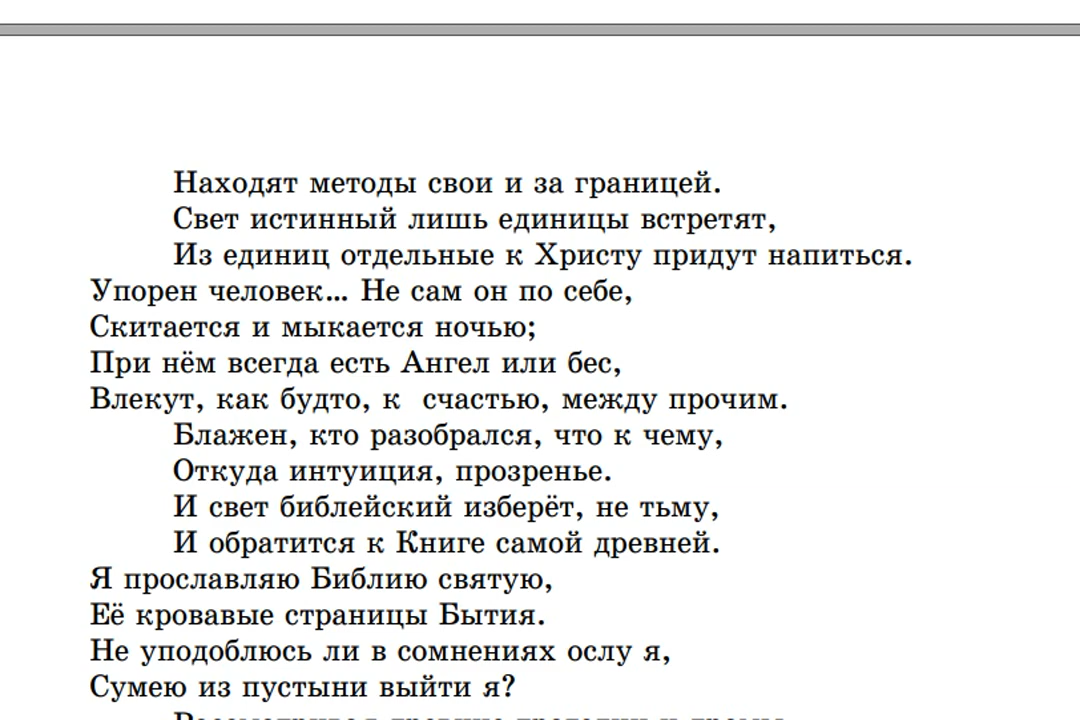 Находят методы свои и за границей.
Свет истинный лишь единицы встретят,
Из единиц отдельные к Христу придут напиться.
Упорен человек... Не сам он по себе,
Скитается и мыкается ночью;
При нём всегда есть Ангел или бес,
Влекут, как будто, к  счастью, между прочим.
Блажен, кто разобрался, что к чему,
Откуда интуиция, прозренье.
И свет библейский изберёт, не тьму,
И обратится к Книге самой древней.
Я прославляю Библию святую,
Её кровавые страницы Бытия.
Не уподоблюсь ли в сомнениях ослу я,
Сумею из пустыни выйти я?